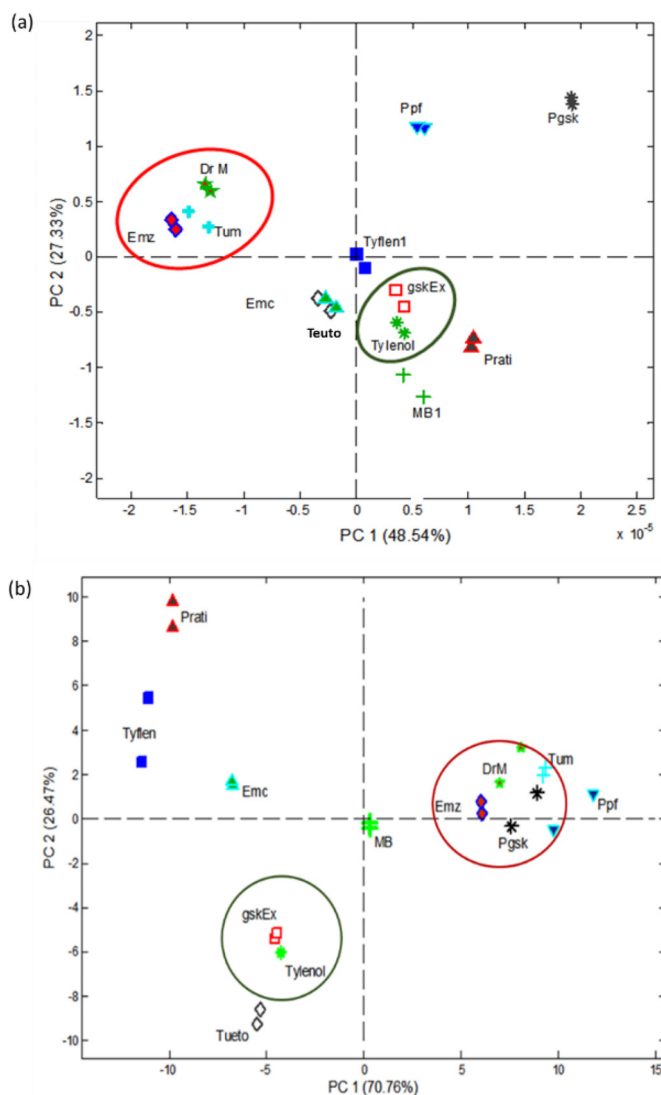 (a)
2
1.5
1
0.5
0
-0.5
-1
-1.5
-2
PC 2 (27.33%)
Ppf
Pgsk
Dr M
Emz
Tum
Tyflen1
Emc
Teuto
gskEx
Tylenol
Prati
MB1
-2 -1.5 -1 -0.5 0 0.5 1 1.5 2 2.5
PC 1 (48.54%)
x 10^-5
(b)
10
8
6
4
2
0
-2
-4
-6
-8
-10
PC 2 (26.47%)
Prati
Tyflen
Emc
Tum
DrM
Emz
Ppf
Pgsk
MB
gskEx
Tylenol
Tueto
-10 -5 0 5 10 15
PC 1 (70.76%)